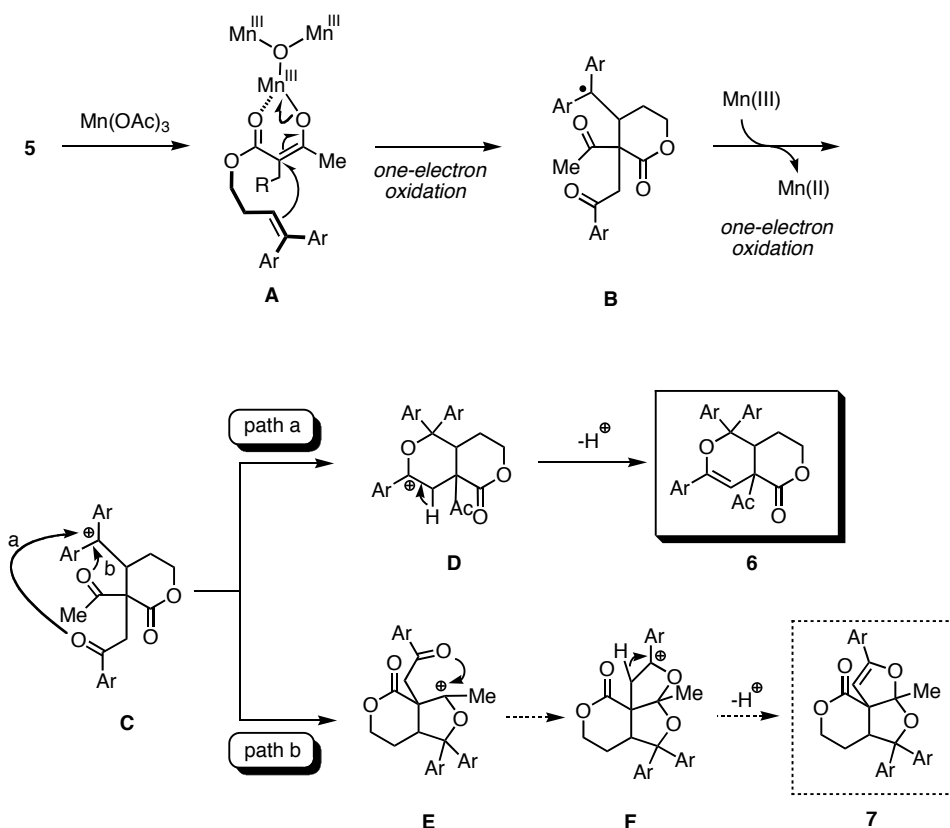 Mn^III Mn^III
O
Mn^III
5
Mn(OAc)3
O O
O Me
R
Ar Ar
A
one-electron
oxidation
Ar
Ar •
O
Me O
O O
Ar
B
Mn(III)
Mn(II)
one-electron
oxidation
path a
Ar Ar
O
O
Ar ⊕
H Ac O
D
-H⊕
Ar Ar
O
O
Ar
Ac O
6
Ar
a Ar ⊕
O b
O
Me O
O
Ar
C
path b
Ar
O O
⊕ Me
O O
Ar Ar
E
Ar
H ⊕
O O
Me
O O
Ar Ar
F
-H⊕
Ar
O O
Me
O O
Ar Ar
7